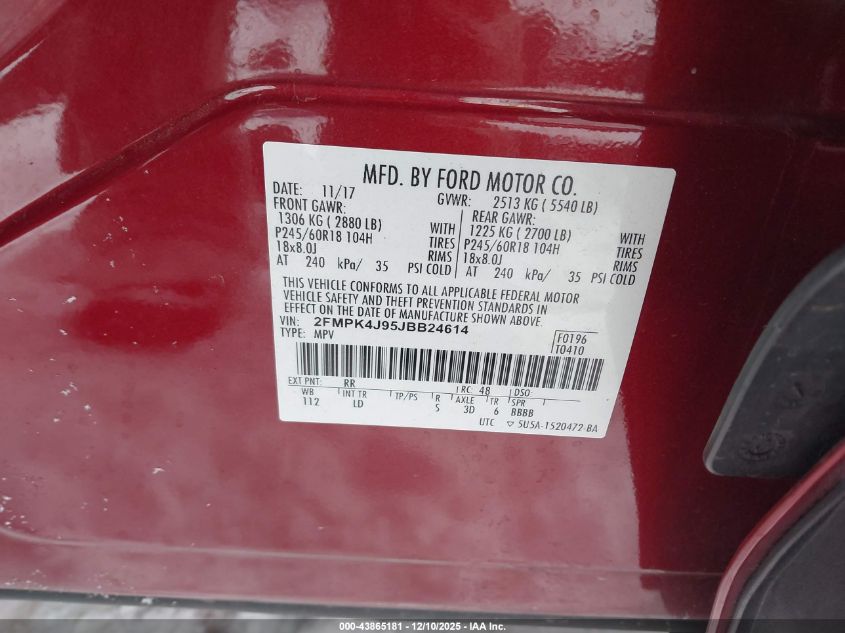 MFD. BY FORD MOTOR CO.
DATE: 11/17 GVWR: 2513 KG ( 5540 LB)
FRONT GAWR: REAR GAWR:
1306 KG ( 2880 LB) WITH 1225 KG ( 2700 LB) WITH
P245/60R18 104H TIRES P245/60R18 104H TIRES
18x8.0J RIMS 18x8.0J RIMS
AT 240 kPa/ 35 PSI COLD AT 240 kPa/ 35 PSI COLD
THIS VEHICLE CONFORMS TO ALL APPLICABLE FEDERAL MOTOR
VEHICLE SAFETY AND THEFT PREVENTION STANDARDS IN
EFFECT ON THE DATE OF MANUFACTURE SHOWN ABOVE.
VIN: 2FMPK4J95JBB24614 F0196
TYPE: MPV T0410
EXT PNT: RR RC: 48 DSO
WB INT TR TP/PS R AXLE TR SPR
112 LD S 3D 6 BBBB
UTC ▽ 5U5A-1520472-BA
000-43865181 - 12/10/2025 - IAA Inc.